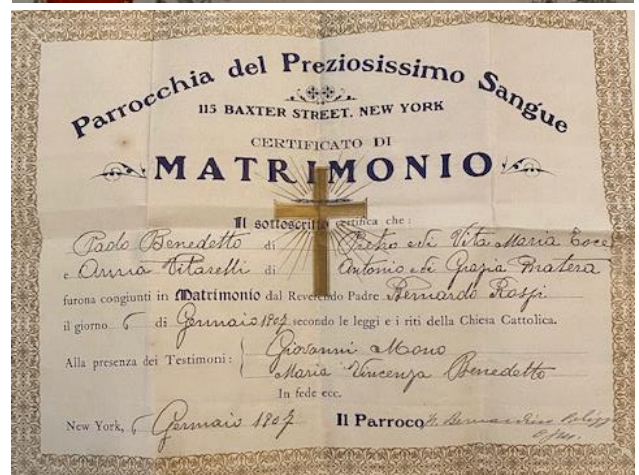 Parrocchia del Preziosissimo Sangue
115 BAXTER STREET. NEW YORK
CERTIFICATO DI
MATRIMONIO
Il sottoscritto certifica che:
Paolo Benedetto di Pietro e di Vita Maria
e Anna Vitarelli di Antonio e di Grazia Matera
furono congiunti in Matrimonio dal Reverendo Padre Bernardo
il giorno 6 di Gennaio 1907 secondo le leggi e i riti della Chiesa Cattolica.
Alla presenza dei Testimoni: Giovanni Mono
Maria Vincenza Benedetto
In fede ecc.
New York, 6 Gennaio 1907 Il Parroco